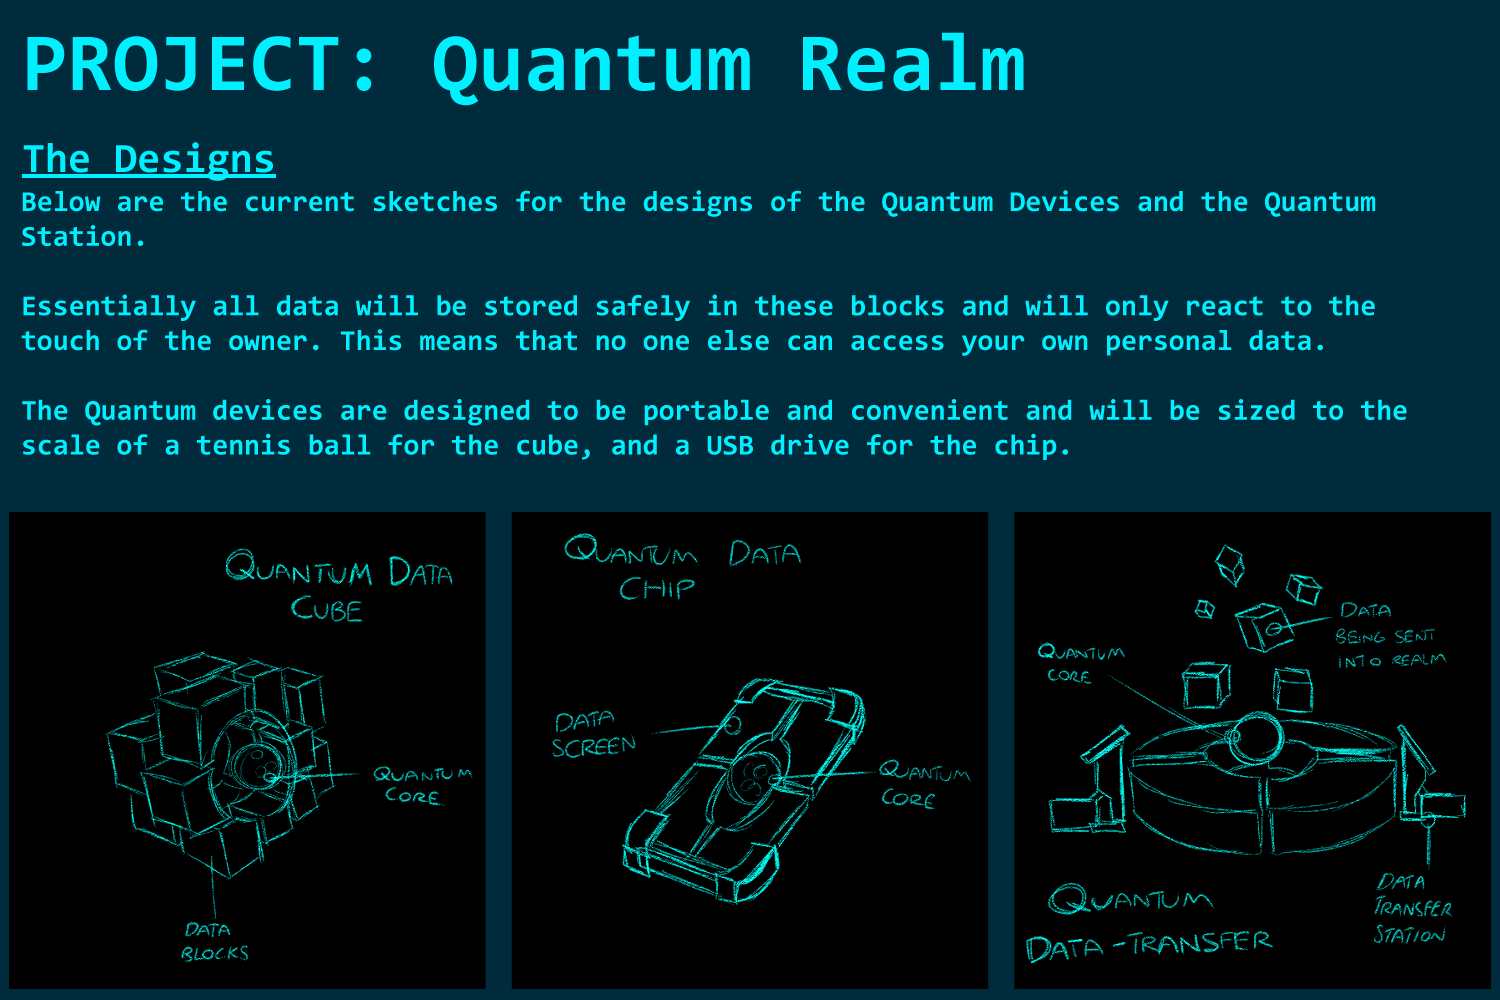 PROJECT: Quantum Realm
The Designs
Below are the current sketches for the designs of the Quantum Devices and the Quantum
Station.
Essentially all data will be stored safely in these blocks and will only react to the
touch of the owner. This means that no one else can access your own personal data.
The Quantum devices are designed to be portable and convenient and will be sized to the
scale of a tennis ball for the cube, and a USB drive for the chip.
QUANTUM DATA
CUBE
QUANTUM
CORE
DATA
BLOCKS
QUANTUM DATA
CHIP
DATA
SCREEN
QUANTUM
CORE
DATA
BEING SENT
INTO REALM
QUANTUM
CORE
DATA
TRANSFER
STATION
QUANTUM
DATA-TRANSFER